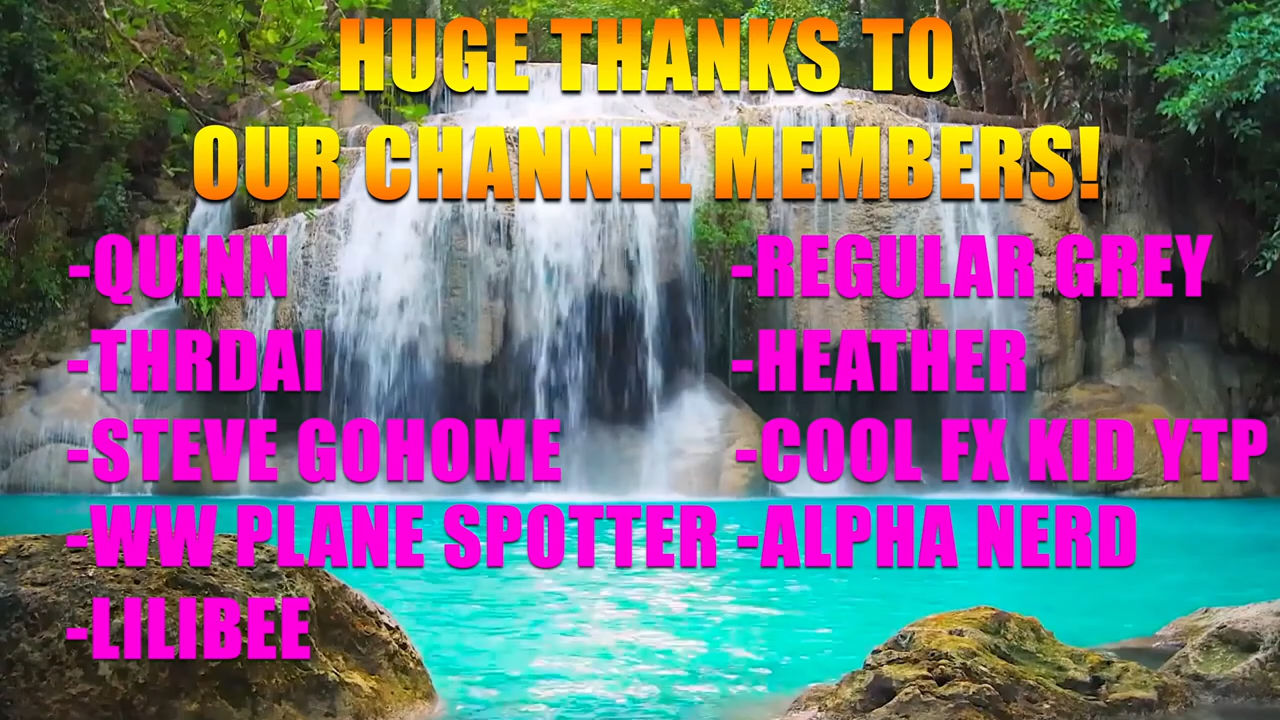 HUGE THANKS TO
OUR CHANNEL MEMBERS!
-QUINN
-THRDAI
-STEVE GOHOME
-WW PLANE SPOTTER
-LILIBEE
-REGULAR GREY
-HEATHER
-COOL FX KID YTP
-ALPHA NERD